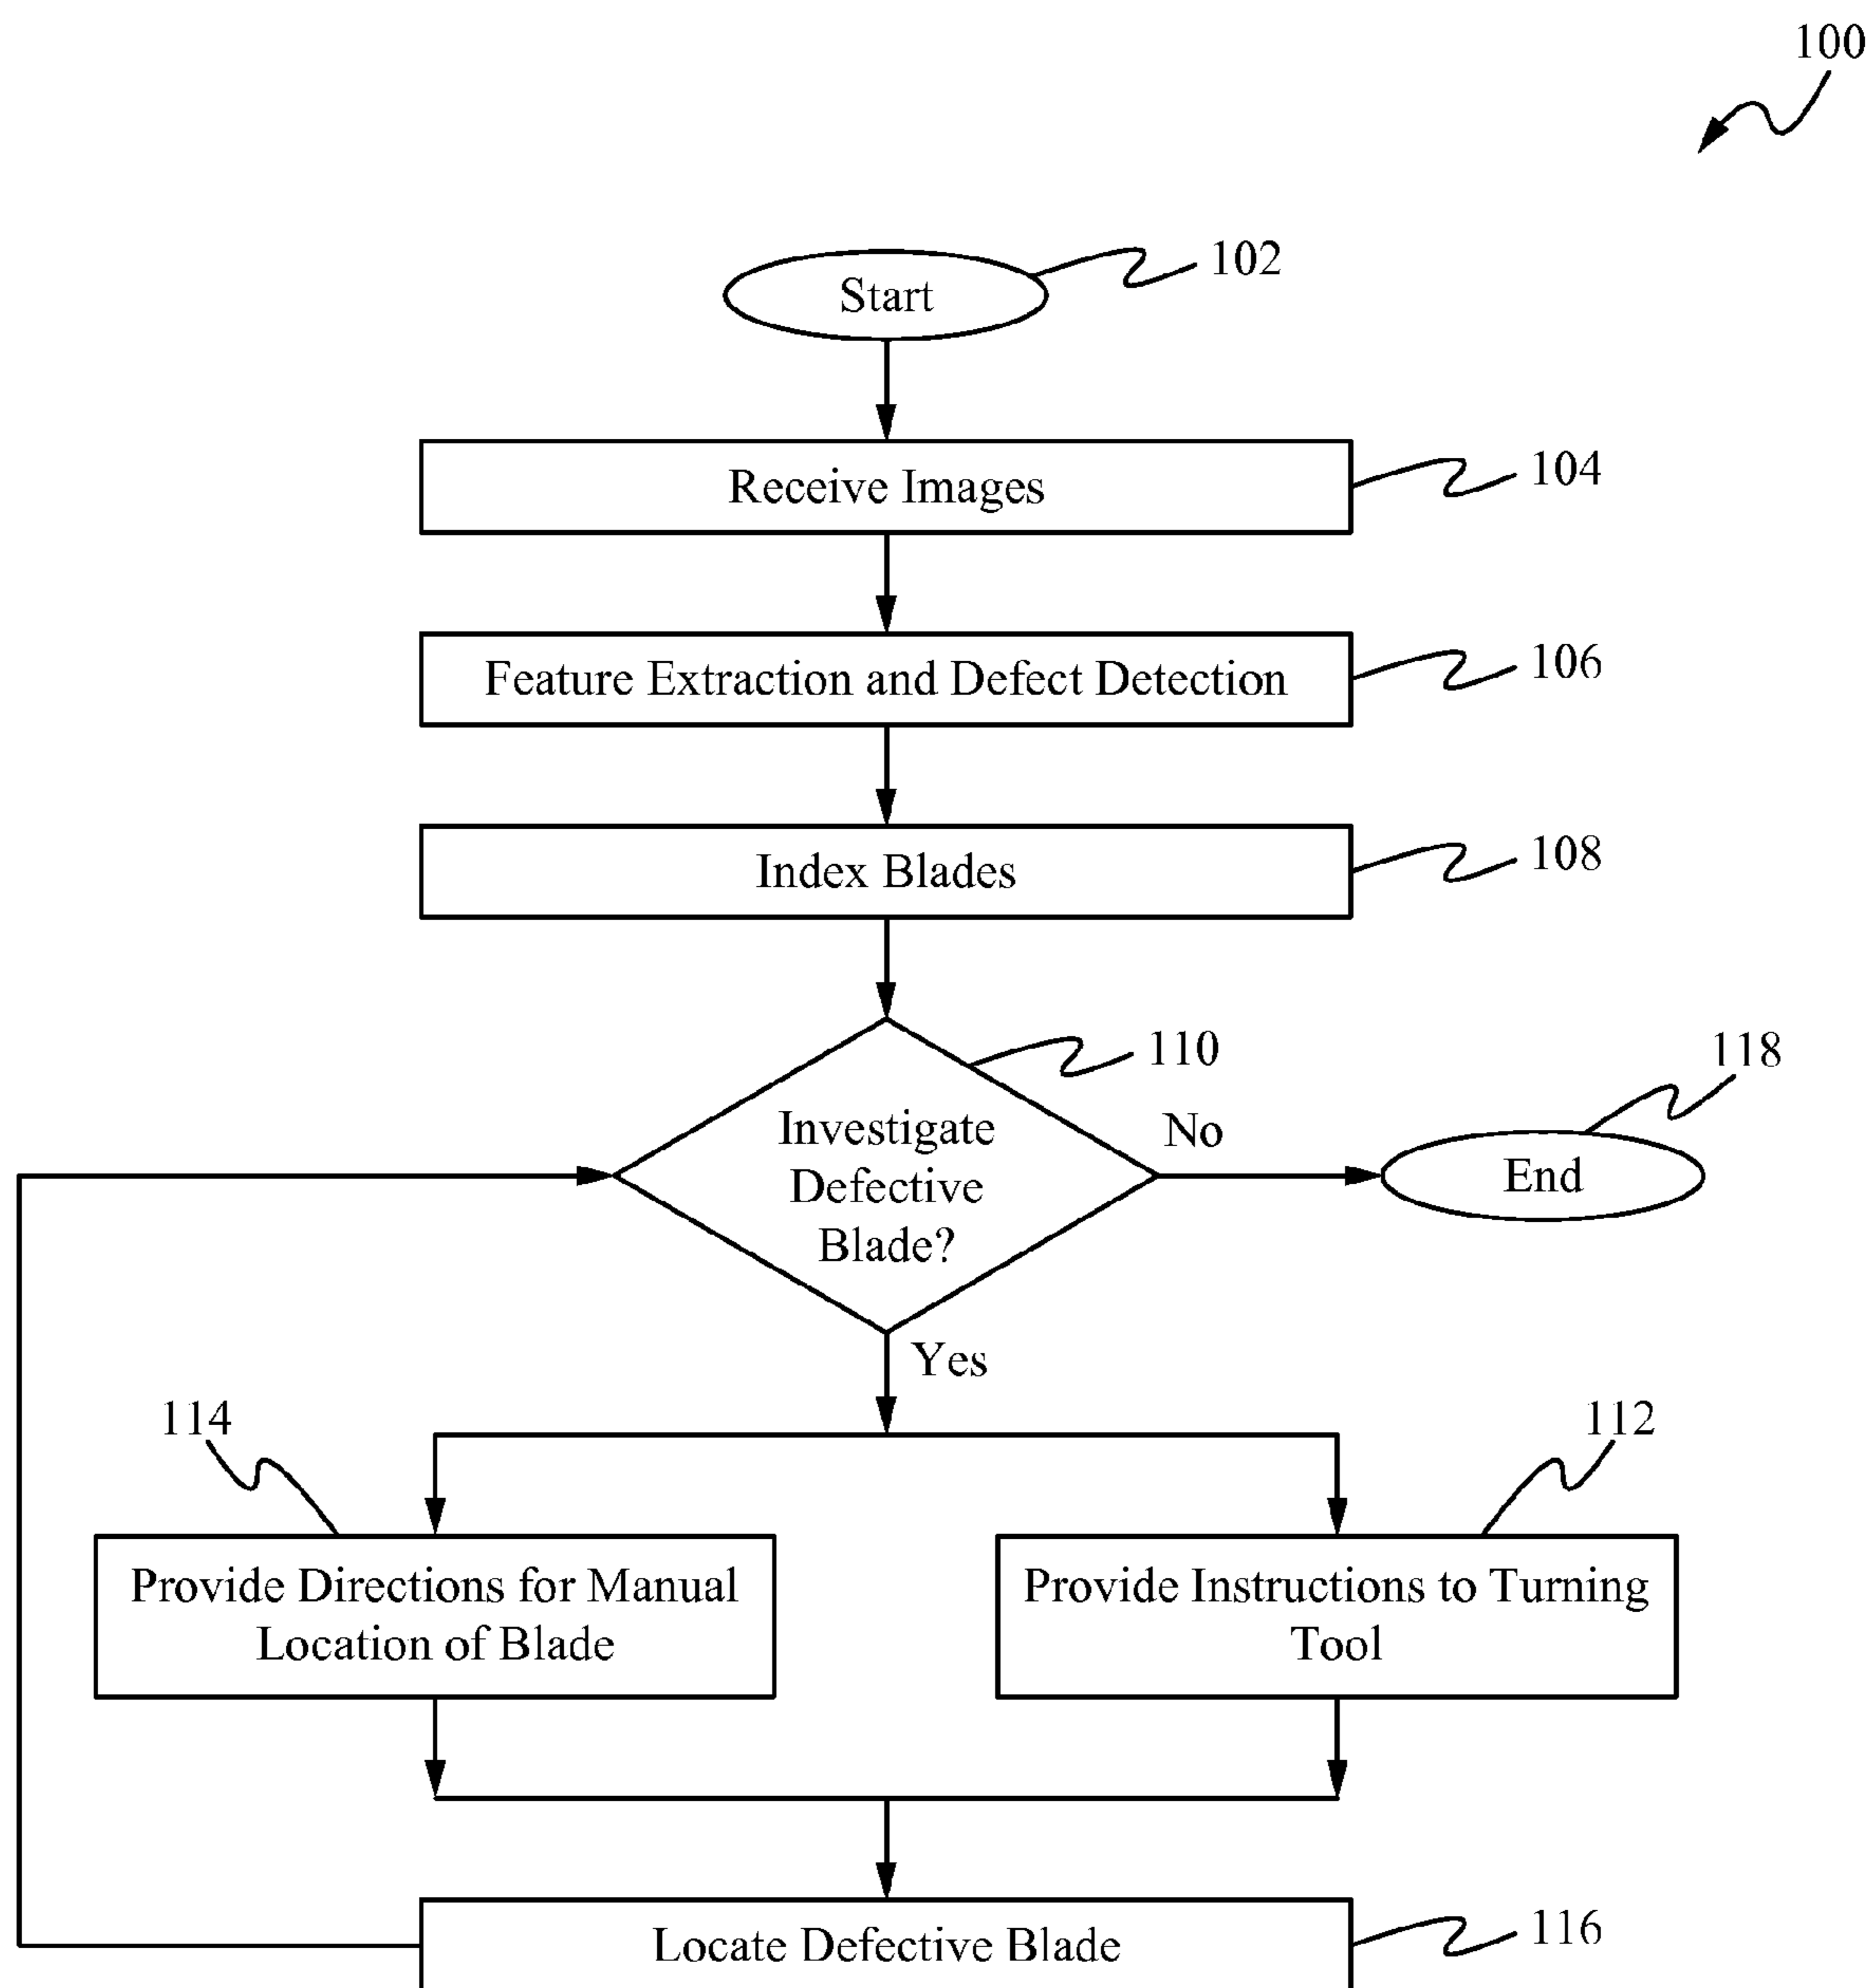 100
Start
102
Receive Images
104
Feature Extraction and Defect Detection
106
Index Blades
108
110
Investigate
Defective
Blade?
No
118
End
Yes
114
112
Provide Directions for Manual
Location of Blade
Provide Instructions to Turning
Tool
Locate Defective Blade
116